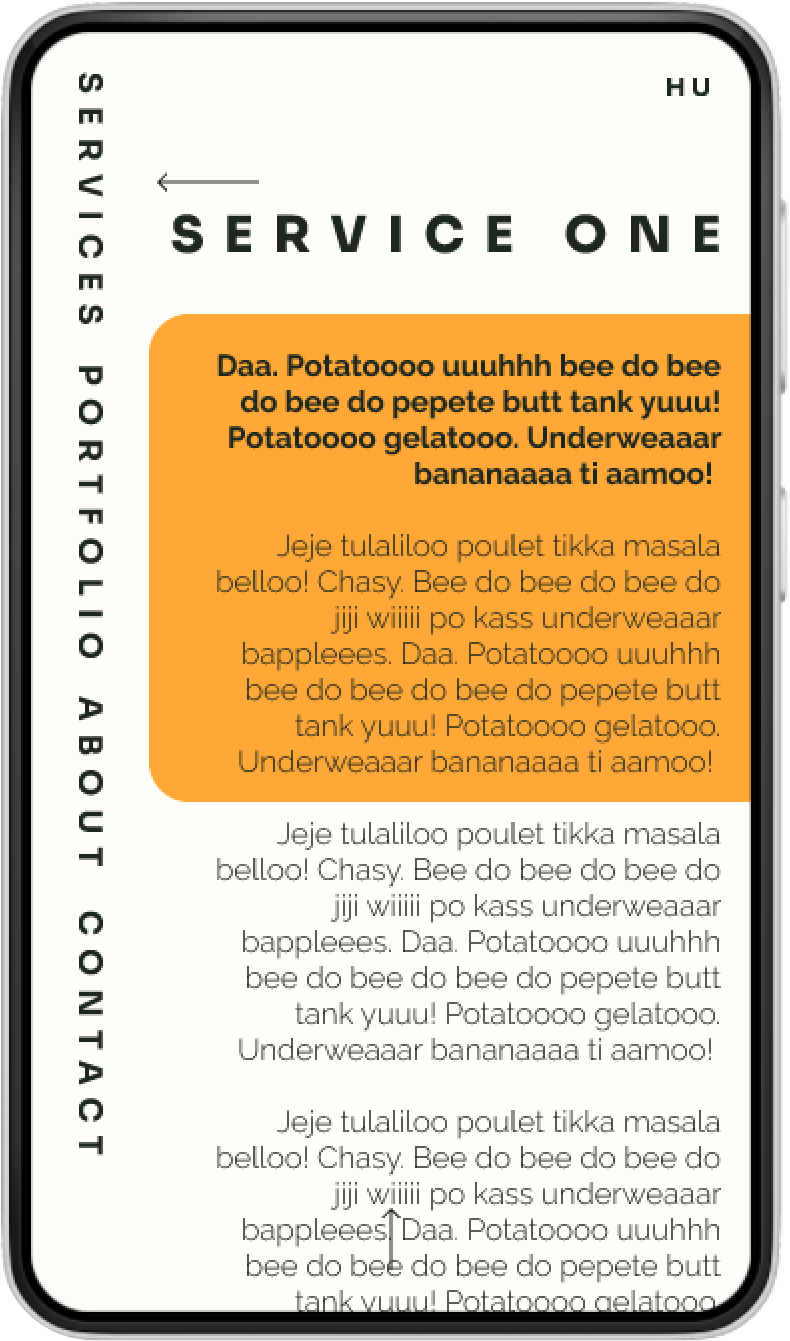 HU
SERVICES PORTFOLIO ABOUT CONTACT
SERVICE ONE
Daa. Potatoooo uuuhhh bee do bee
do bee do pepete butt tank yuuu!
Potatoooo gelatooo. Underweaaar
bananaaaa ti aamoo!
Jeje tulaliloo poulet tikka masala
belloo! Chasy. Bee do bee do bee do
jiji wiiiii po kass underweaaar
bappleees. Daa. Potatoooo uuuhhh
bee do bee do bee do pepete butt
tank yuuu! Potatoooo gelatooo.
Underweaaar bananaaaa ti aamoo!
Jeje tulaliloo poulet tikka masala
belloo! Chasy. Bee do bee do bee do
jiji wiiiii po kass underweaaar
bappleees. Daa. Potatoooo uuuhhh
bee do bee do bee do pepete butt
tank yuuu! Potatoooo gelatooo.
Underweaaar bananaaaa ti aamoo!
Jeje tulaliloo poulet tikka masala
belloo! Chasy. Bee do bee do bee do
jiji wiiiii po kass underweaaar
bappleees. Daa. Potatoooo uuuhhh
bee do bee do bee do pepete butt
tank yuuu! Potatoooo gelatooo.